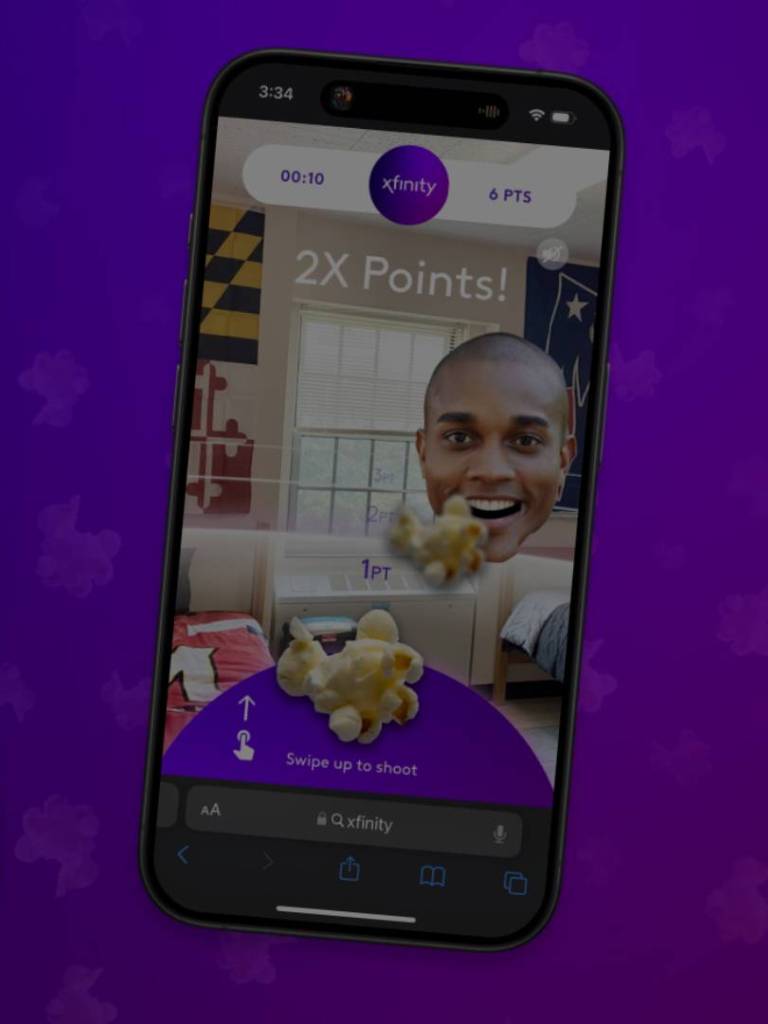 3:34
00:10
xfinity
6 PTS
2X Points!
3PT
2PT
1PT
Swipe up to shoot
AA
xfinity